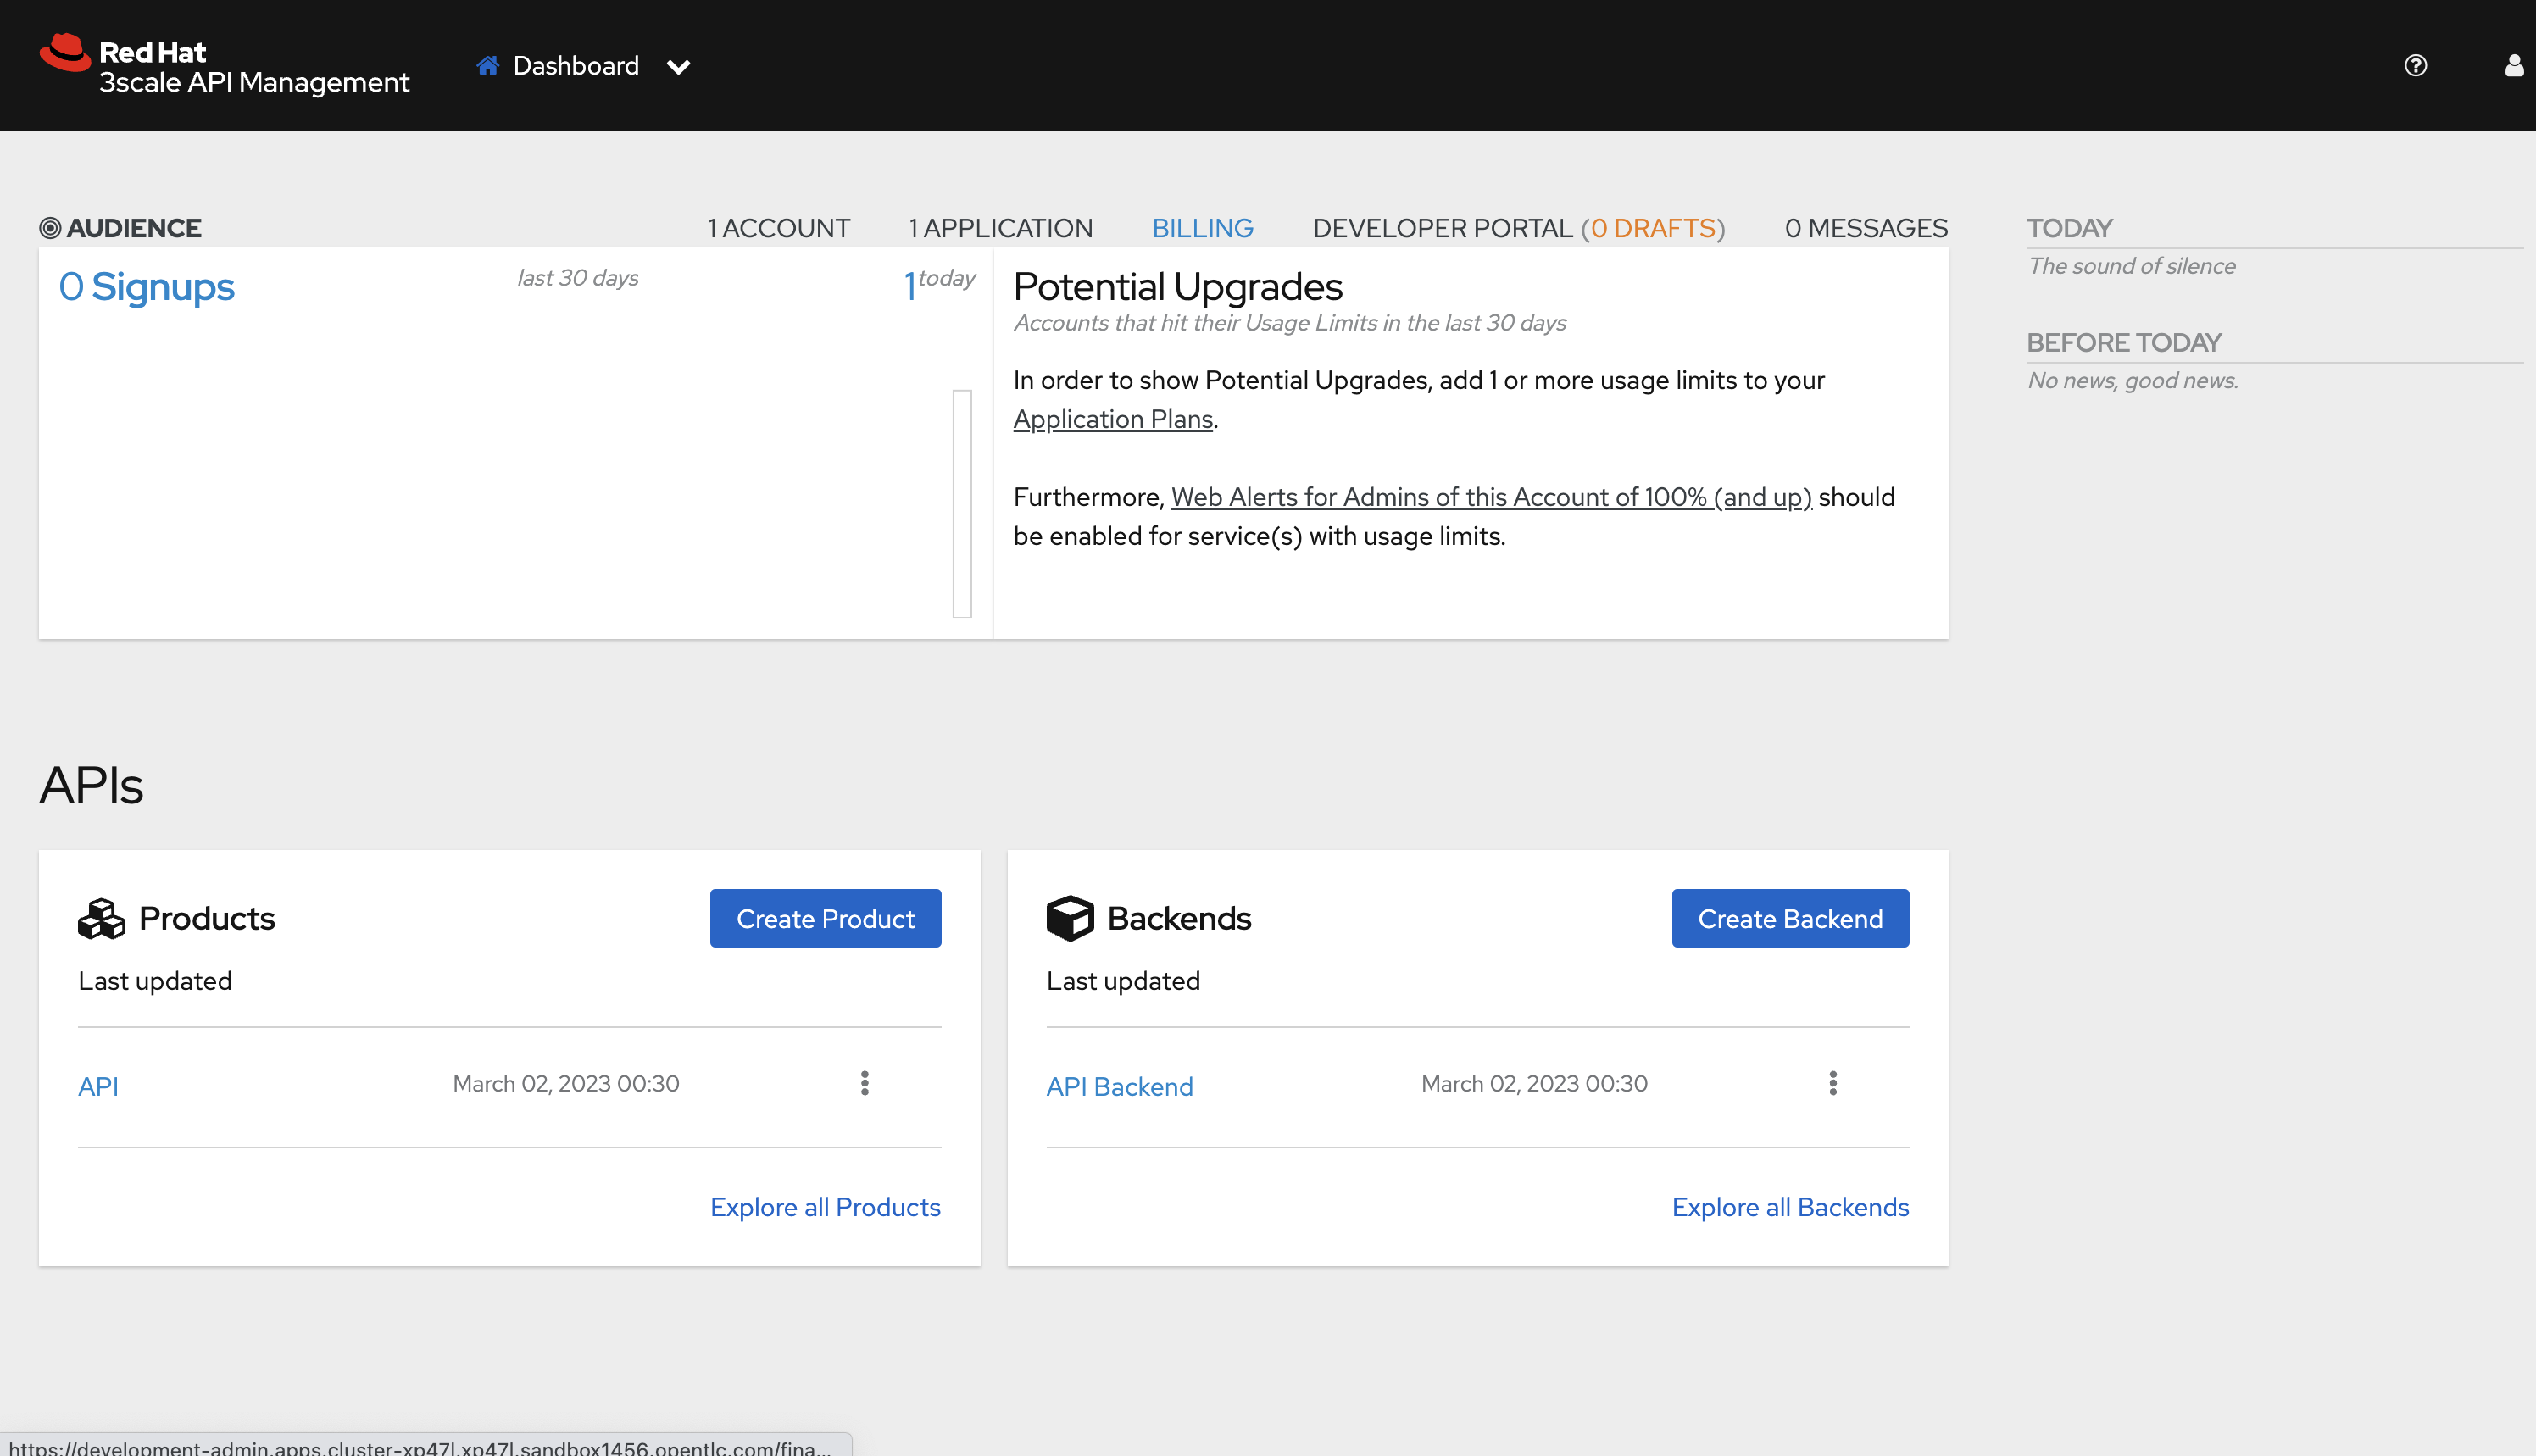 Red Hat
3scale API Management
Dashboard
AUDIENCE
1 ACCOUNT
1 APPLICATION
BILLING
DEVELOPER PORTAL (0 DRAFTS)
0 MESSAGES
0 Signups
last 30 days
1 today
Potential Upgrades
Accounts that hit their Usage Limits in the last 30 days
In order to show Potential Upgrades, add 1 or more usage limits to your
Application Plans.
Furthermore, Web Alerts for Admins of this Account of 100% (and up) should
be enabled for service(s) with usage limits.
TODAY
The sound of silence
BEFORE TODAY
No news, good news.
APIs
Products
Create Product
Last updated
API
March 02, 2023 00:30
Explore all Products
Backends
Create Backend
Last updated
API Backend
March 02, 2023 00:30
Explore all Backends
https://development-admin.apps.cluster-xp47l.xp47l.sandbox1456.opentlc.com/fina...